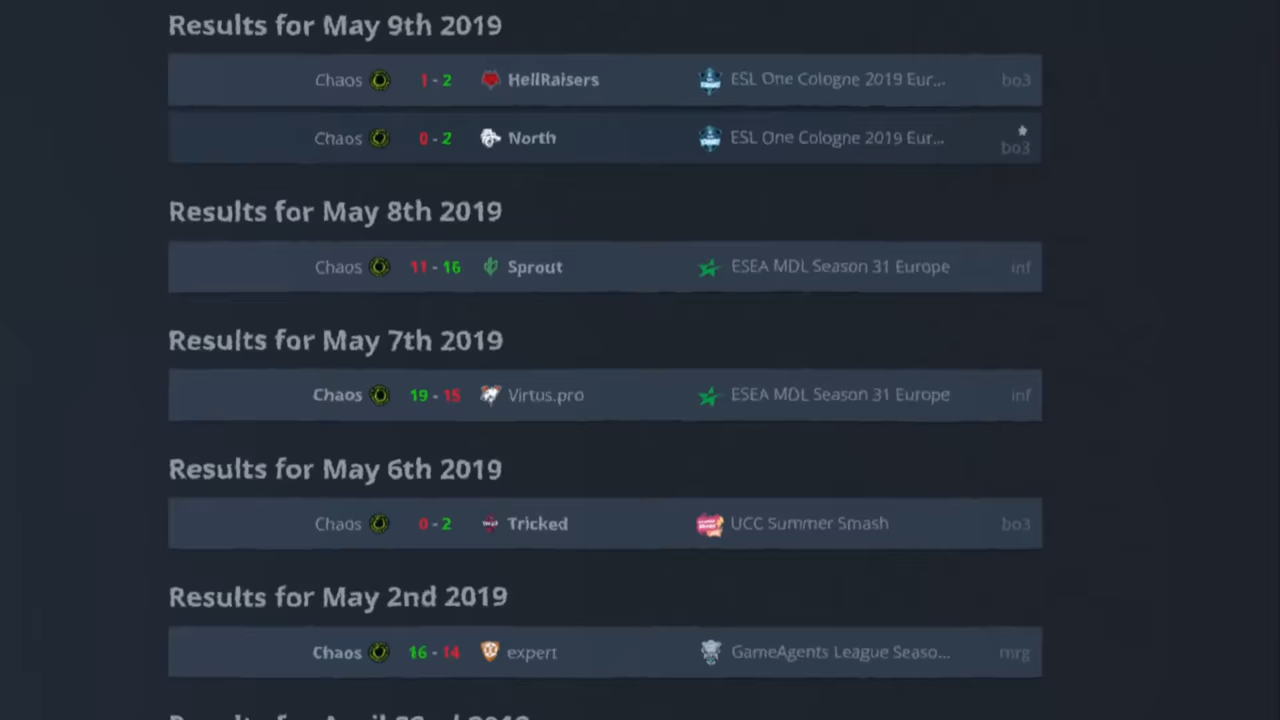 Results for May 9th 2019
Chaos 1 - 2 HellRaisers ESL One Cologne 2019 Eur... bo3
Chaos 0 - 2 North ESL One Cologne 2019 Eur... bo3
Results for May 8th 2019
Chaos 11 - 16 Sprout ESEA MDL Season 31 Europe inf
Results for May 7th 2019
Chaos 19 - 15 Virtus.pro ESEA MDL Season 31 Europe inf
Results for May 6th 2019
Chaos 0 - 2 Tricked UCC Summer Smash bo3
Results for May 2nd 2019
Chaos 16 - 14 expert GameAgents League Seaso... mrg
Results for April